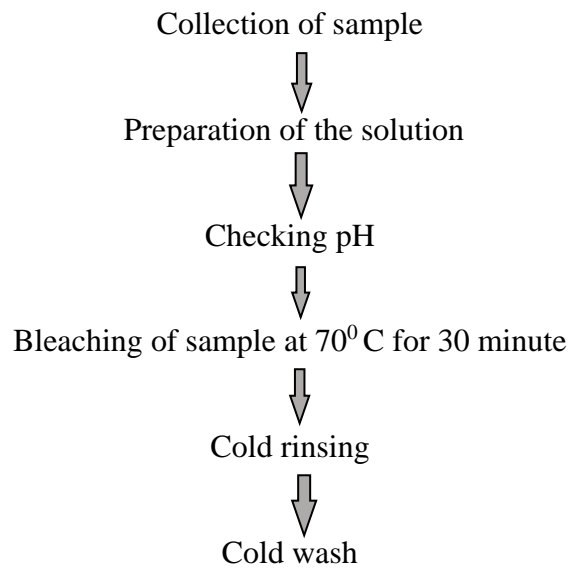 Collection of sample
Preparation of the solution
Checking pH
Bleaching of sample at 70⁰ C for 30 minute
Cold rinsing
Cold wash